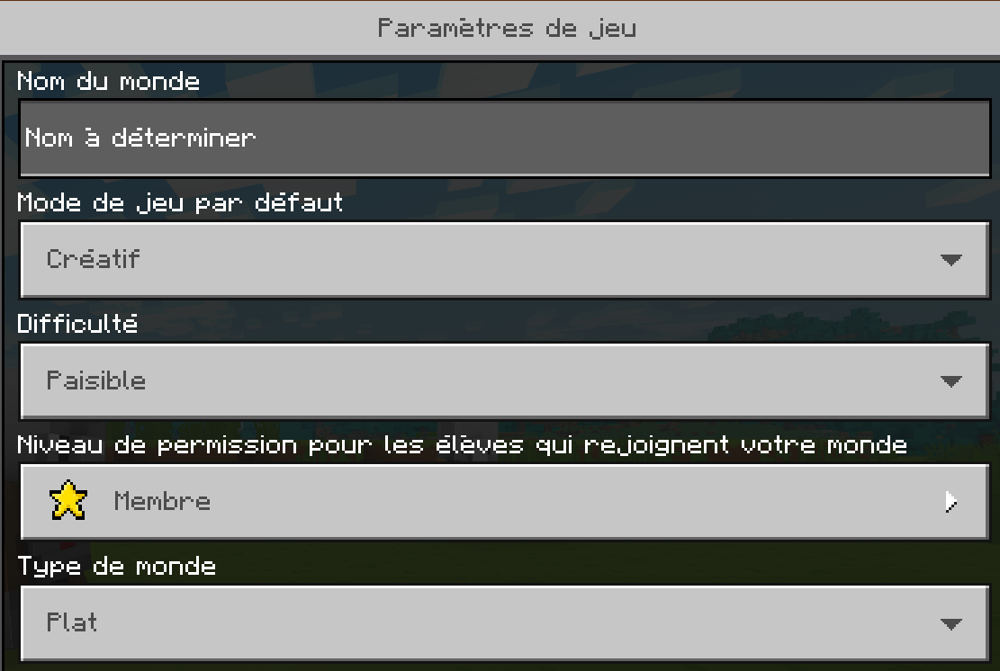 Paramètres de jeu
Nom du monde
Nom à déterminer
Mode de jeu par défaut
Créatif
Difficulté
Paisible
Niveau de permission pour les élèves qui rejoignent votre monde
Membre
Type de monde
Plat